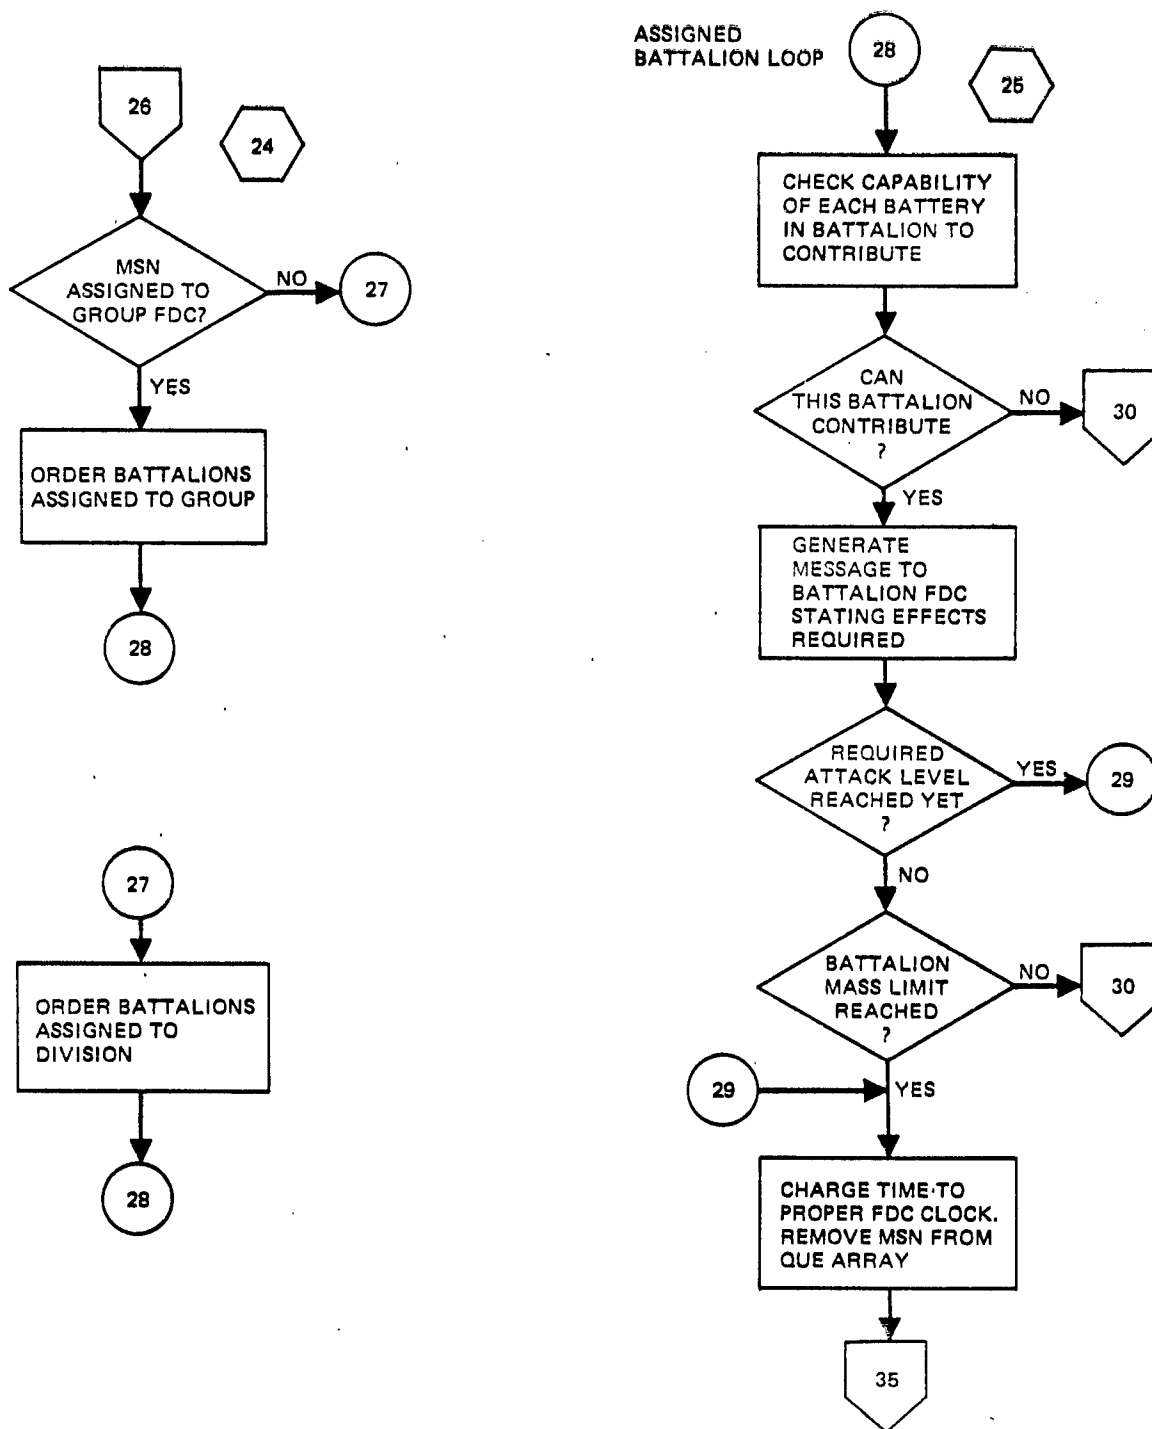 26
24
MSN
ASSIGNED TO
GROUP FDC?
NO
27
YES
ORDER BATTALIONS
ASSIGNED TO GROUP
28
27
ORDER BATTALIONS
ASSIGNED TO
DIVISION
28
ASSIGNED
BATTALION LOOP
28
25
CHECK CAPABILITY
OF EACH BATTERY
IN BATTALION TO
CONTRIBUTE
CAN
THIS BATTALION
CONTRIBUTE
?
NO
30
YES
GENERATE
MESSAGE TO
BATTALION FDC
STATING EFFECTS
REQUIRED
REQUIRED
ATTACK LEVEL
REACHED YET
?
YES
29
NO
BATTALION
MASS LIMIT
REACHED
?
NO
30
29
YES
CHARGE TIME TO
PROPER FDC CLOCK.
REMOVE MSN FROM
QUE ARRAY
35